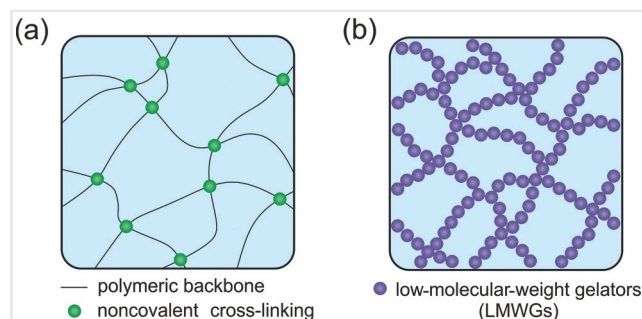 (a)
(b)
polymeric backbone
noncovalent cross-linking
low-molecular-weight gelators
(LMWGs)